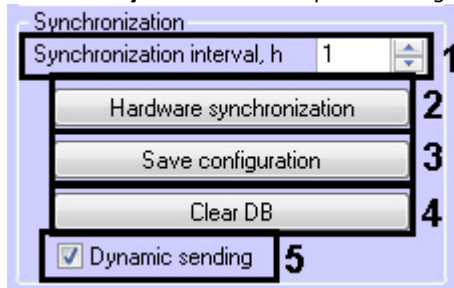 Synchronization
Synchronization interval, h 1 1
Hardware synchronization 2
Save configuration 3
Clear DB 4
Dynamic sending 5